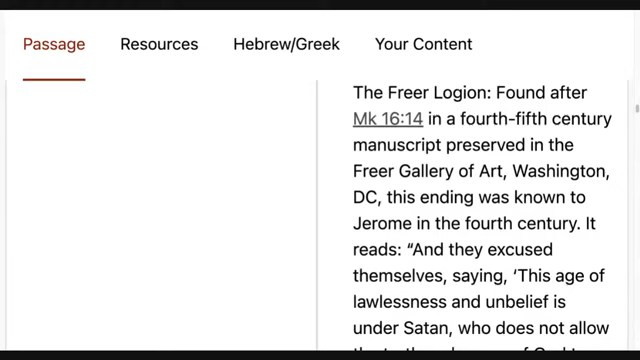 Passage Resources Hebrew/Greek Your Content
The Freer Logion: Found after
Mk 16:14 in a fourth-fifth century
manuscript preserved in the
Freer Gallery of Art, Washington,
DC, this ending was known to
Jerome in the fourth century. It
reads: “And they excused
themselves, saying, ‘This age of
lawlessness and unbelief is
under Satan, who does not allow